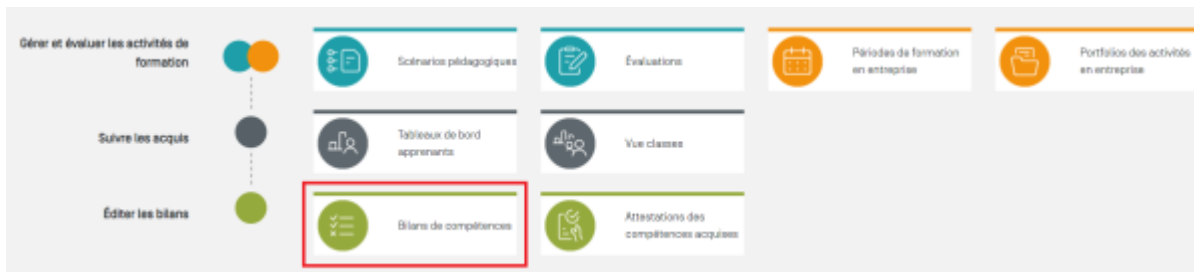 Gérer et évaluer les activités de
formation
Scénarios pédagogiques
Évaluations
Périodes de formation
en entreprise
Portfolios des activités
en entreprise
Suivre les acquis
Tableaux de bord
apprenants
Vue classes
Éditer les bilans
Bilans de compétences
Attestations des
compétences acquises